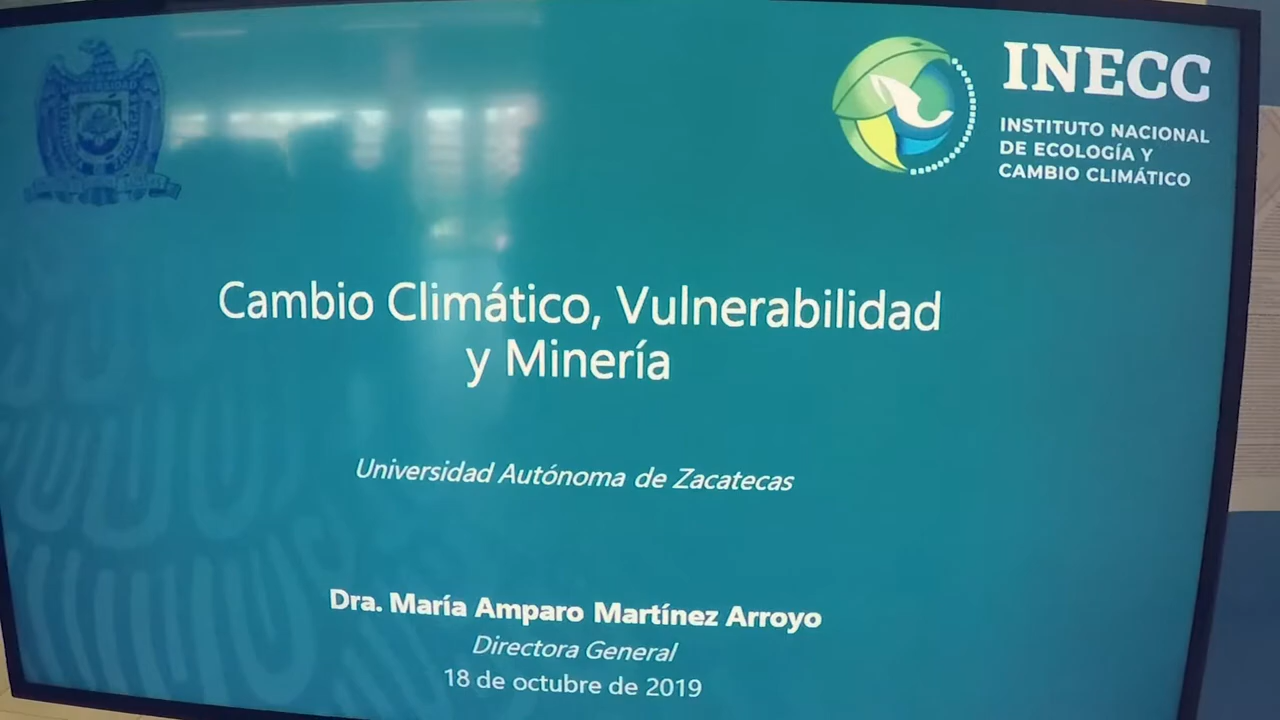 INECC
INSTITUTO NACIONAL
DE ECOLOGÍA Y
CAMBIO CLIMÁTICO
Cambio Climático, Vulnerabilidad
y Minería
Universidad Autónoma de Zacatecas
Dra. María Amparo Martínez Arroyo
Directora General
18 de octubre de 2019